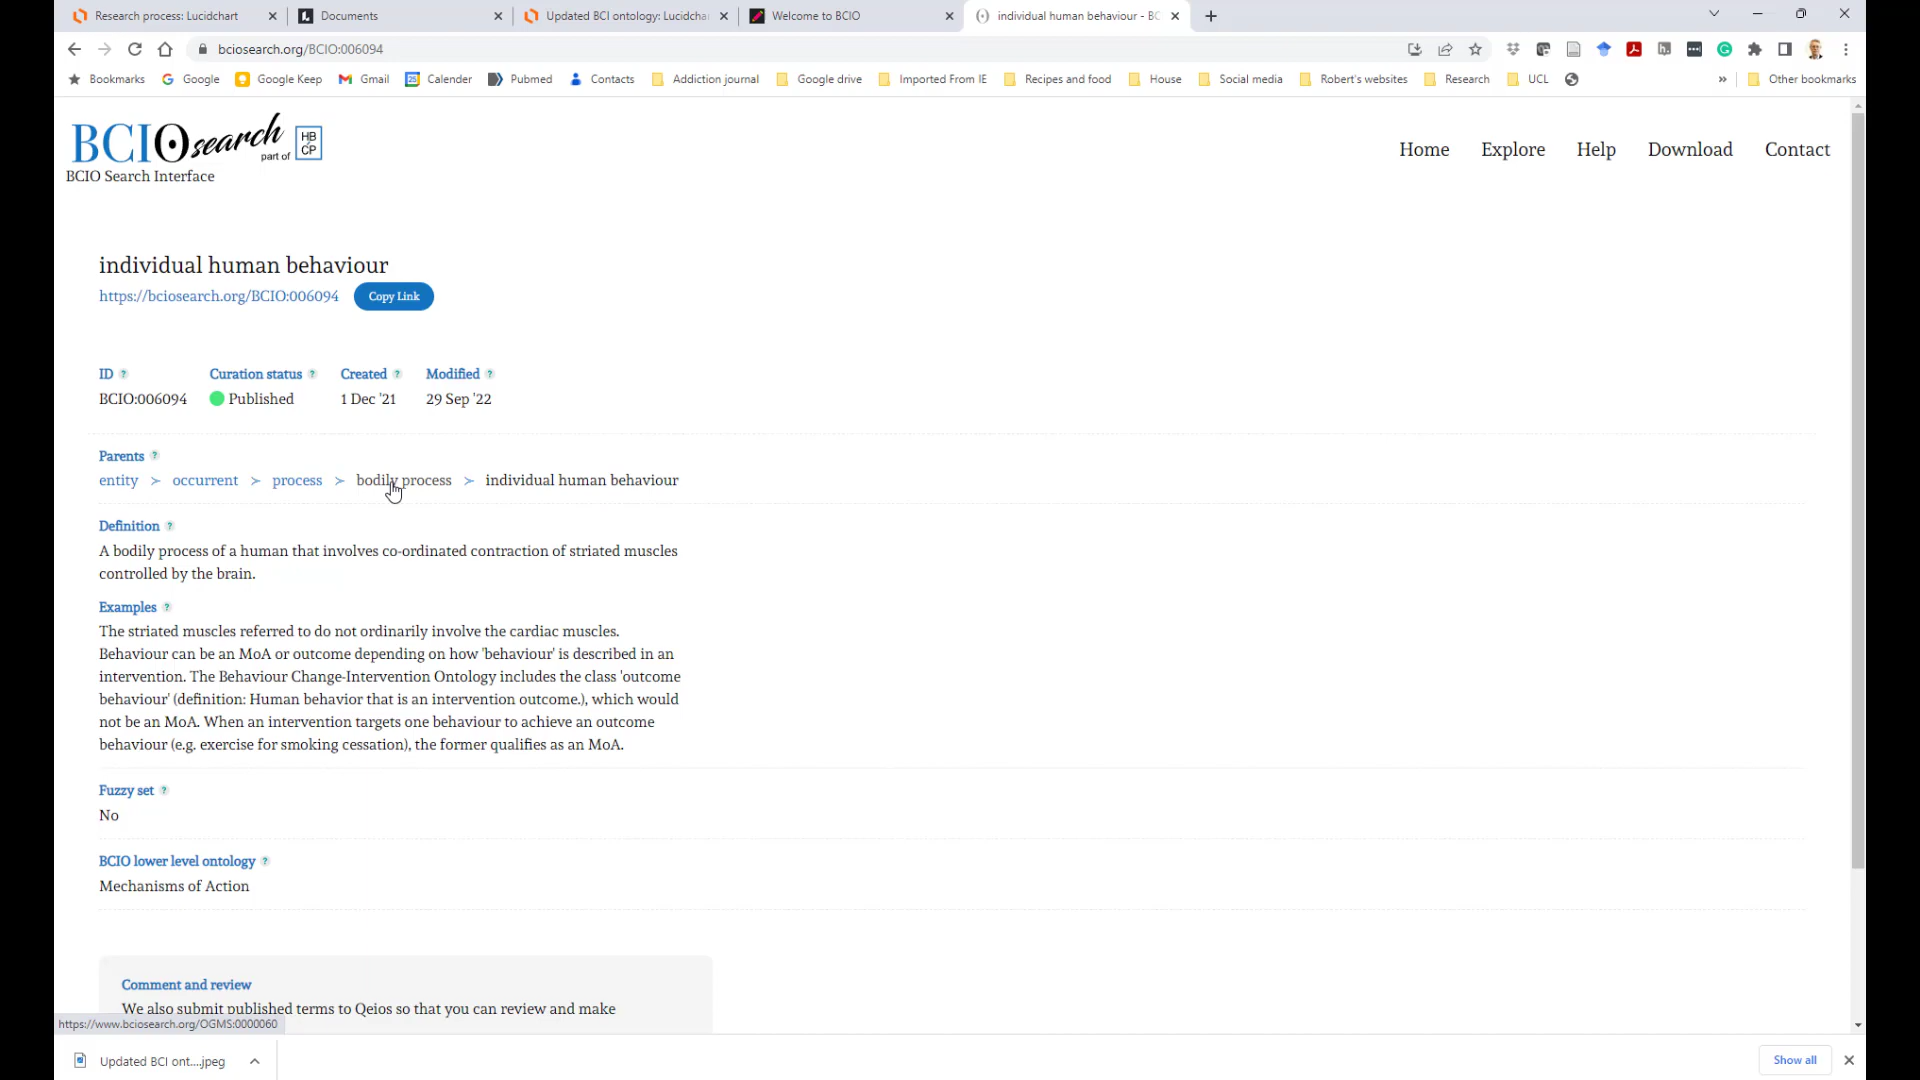 Research process: Lucidchart
Documents
Updated BCI ontology: Lucidcha
Welcome to BCIO
individual human behaviour - BC
bciosearch.org/BCIO:006094
Bookmarks
Google
Google Keep
Gmail
Calender
Pubmed
Contacts
Addiction journal
Google drive
Imported From IE
Recipes and food
House
Social media
Robert's websites
Research
UCL
»
Other bookmarks
BCIOsearch
part of
HB
CP
BCIO Search Interface
Home
Explore
Help
Download
Contact
individual human behaviour
https://bciosearch.org/BCIO:006094
Copy Link
ID ?
Curation status ?
Created ?
Modified ?
BCIO:006094
Published
1 Dec '21
29 Sep '22
Parents ?
entity > occurrent > process > bodily process > individual human behaviour
Definition ?
A bodily process of a human that involves co-ordinated contraction of striated muscles
controlled by the brain.
Examples ?
The striated muscles referred to do not ordinarily involve the cardiac muscles.
Behaviour can be an MoA or outcome depending on how 'behaviour' is described in an
intervention. The Behaviour Change-Intervention Ontology includes the class 'outcome
behaviour' (definition: Human behavior that is an intervention outcome.), which would
not be an MoA. When an intervention targets one behaviour to achieve an outcome
behaviour (e.g. exercise for smoking cessation), the former qualifies as an MoA.
Fuzzy set ?
No
BCIO lower level ontology ?
Mechanisms of Action
Comment and review
We also submit published terms to Qeios so that you can review and make
https://www.bciosearch.org/OGMS:0000060
Updated BCI ont....jpeg
Show all